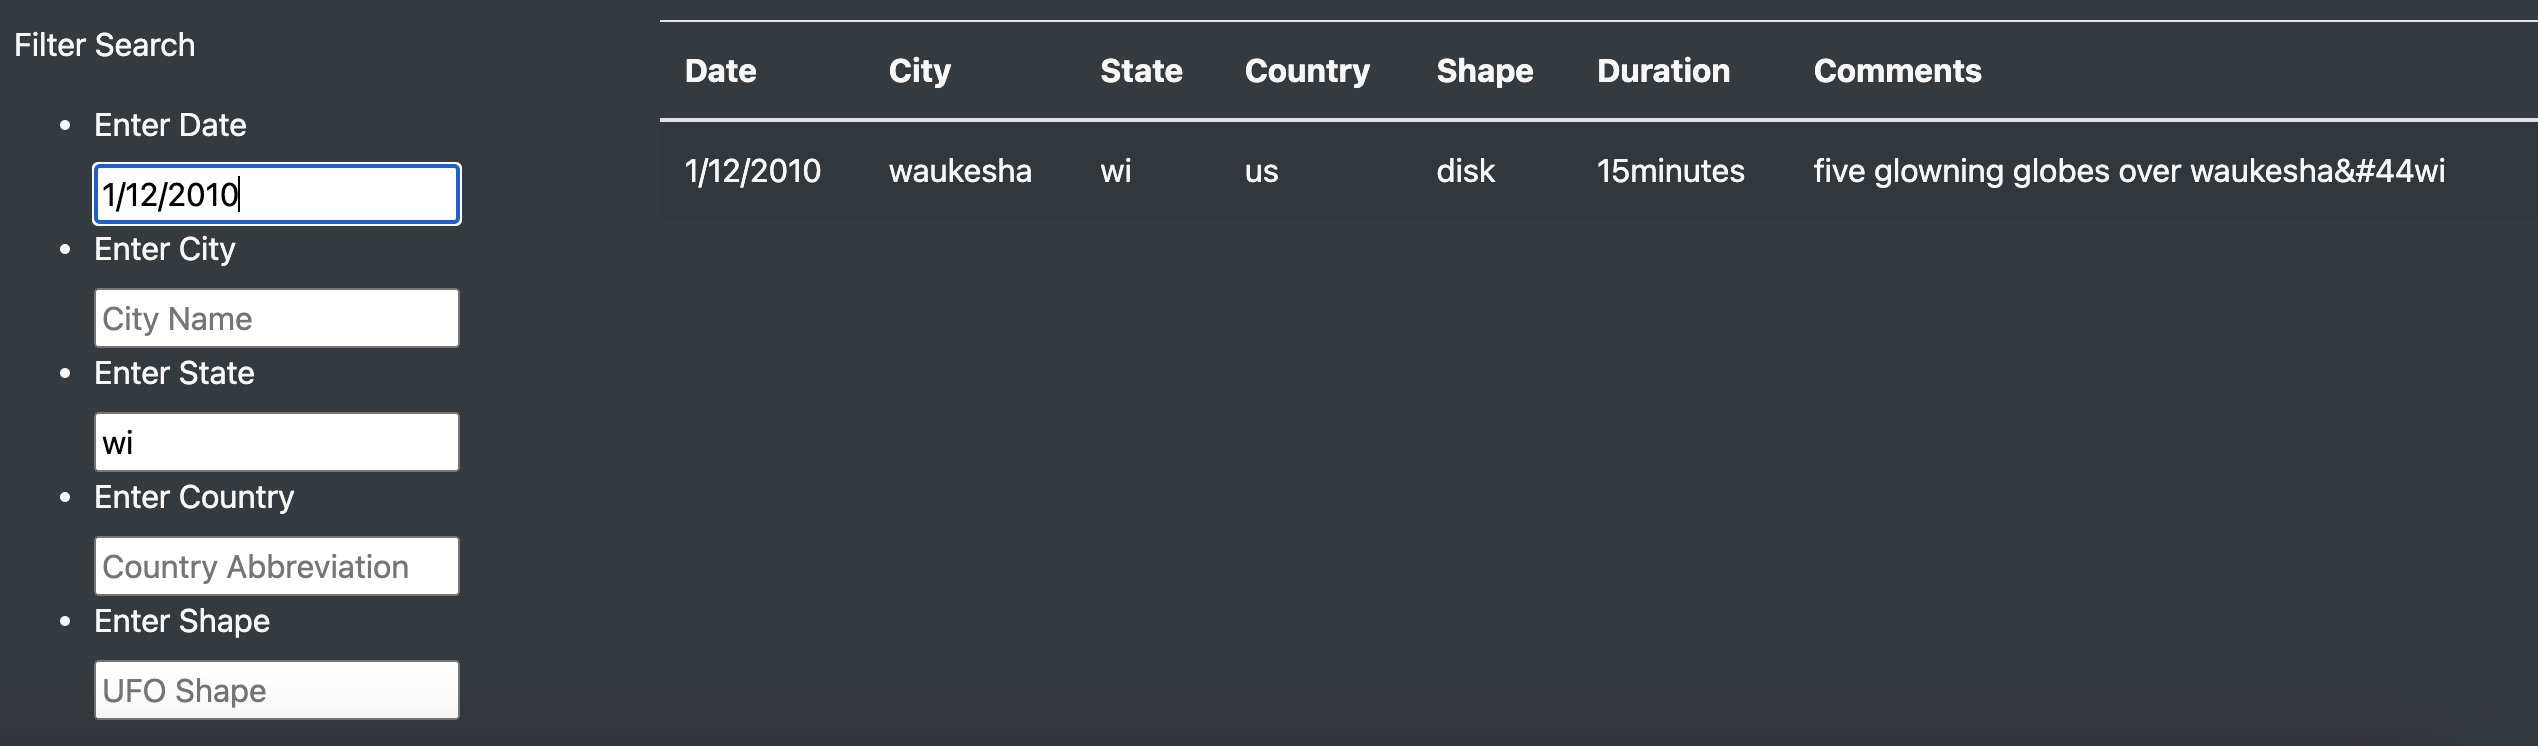 Filter Search
Enter Date
1/12/2010
Enter City
City Name
Enter State
wi
Enter Country
Country Abbreviation
Enter Shape
UFO Shape
Date City State Country Shape Duration Comments
1/12/2010 waukesha wi us disk 15minutes five glowning globes over waukesha&#44wi